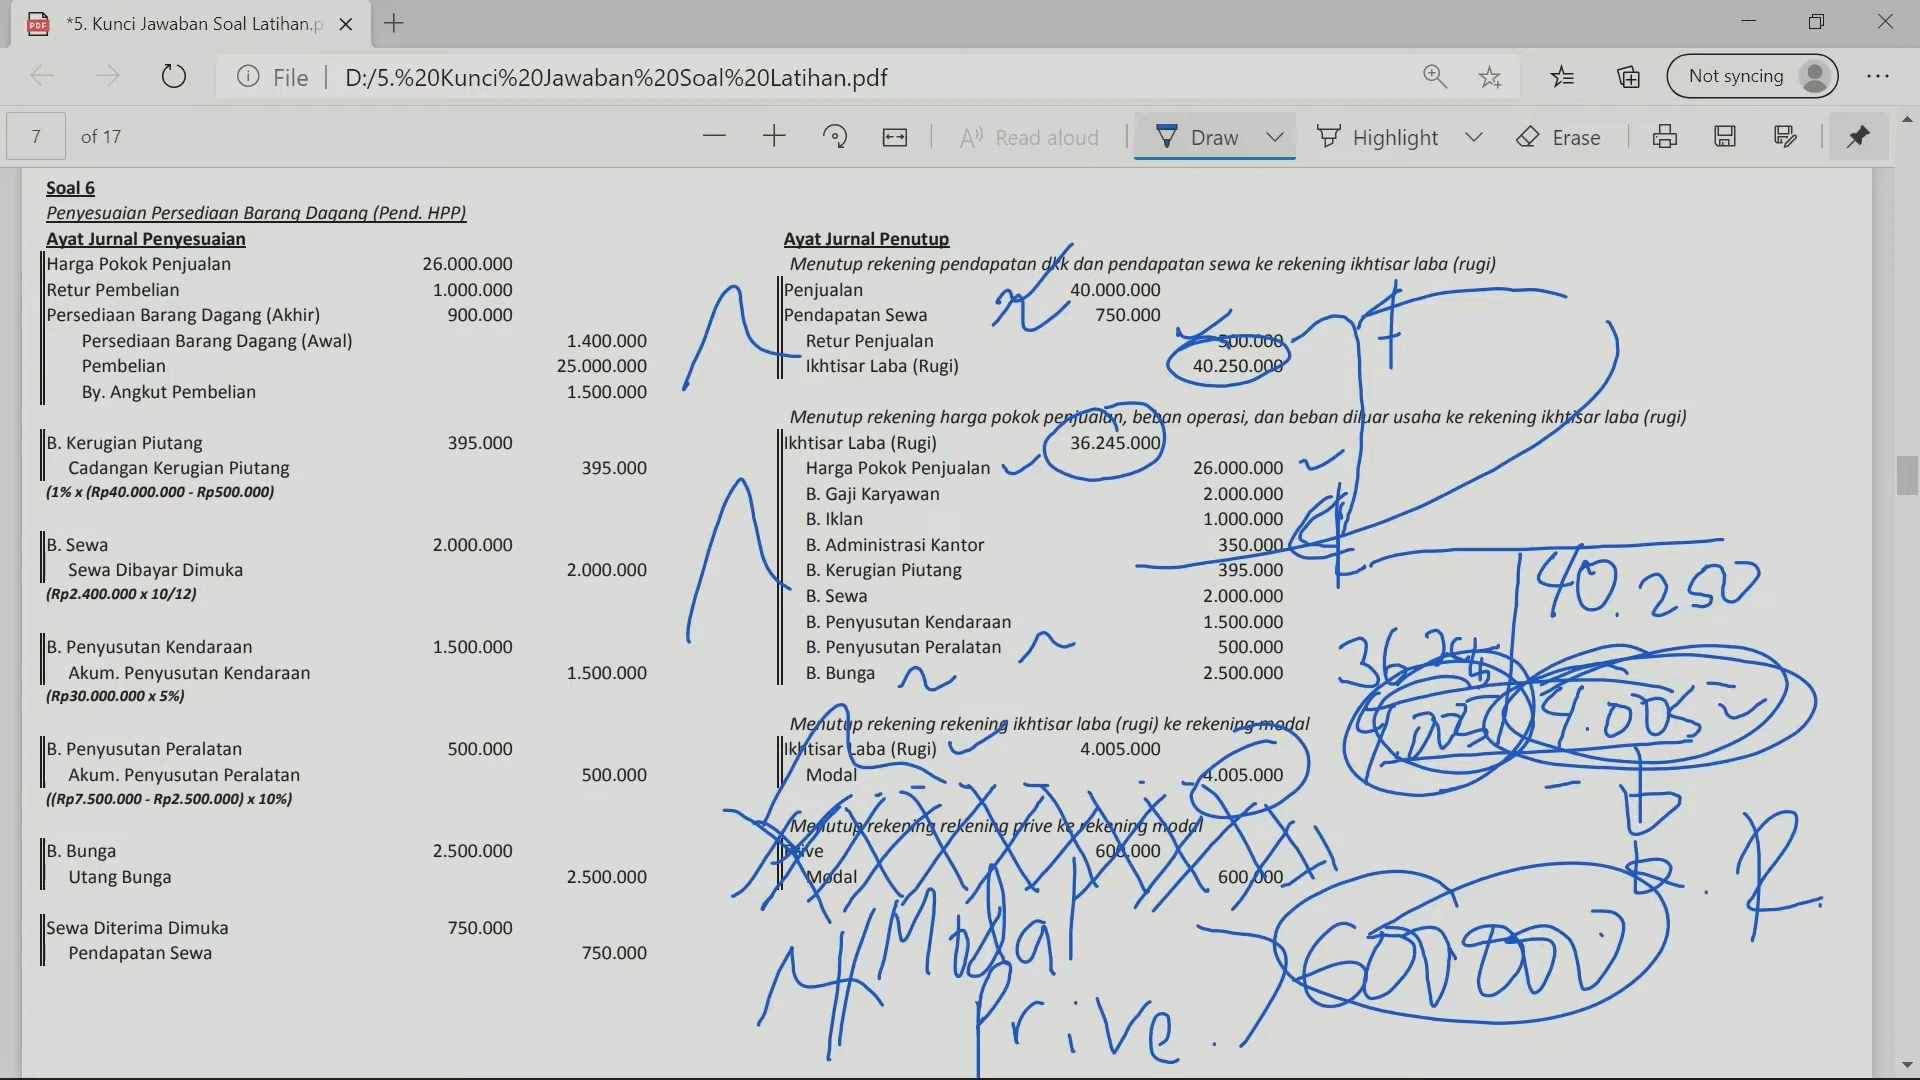 *5. Kunci Jawaban Soal Latihan.p
File | D:/5.%20Kunci%20Jawaban%20Soal%20Latihan.pdf
Not syncing
7 of 17
Read aloud
Draw
Highlight
Erase
Soal 6
Penyesuaian Persediaan Barang Dagang (Pend. HPP)
Ayat Jurnal Penyesuaian
Harga Pokok Penjualan 26.000.000
Retur Pembelian 1.000.000
Persediaan Barang Dagang (Akhir) 900.000
Persediaan Barang Dagang (Awal) 1.400.000
Pembelian 25.000.000
By. Angkut Pembelian 1.500.000
B. Kerugian Piutang 395.000
Cadangan Kerugian Piutang 395.000
(1% x (Rp40.000.000 - Rp500.000)
B. Sewa 2.000.000
Sewa Dibayar Dimuka 2.000.000
(Rp2.400.000 x 10/12)
B. Penyusutan Kendaraan 1.500.000
Akum. Penyusutan Kendaraan 1.500.000
(Rp30.000.000 x 5%)
B. Penyusutan Peralatan 500.000
Akum. Penyusutan Peralatan 500.000
((Rp7.500.000 - Rp2.500.000) x 10%)
B. Bunga 2.500.000
Utang Bunga 2.500.000
Sewa Diterima Dimuka 750.000
Pendapatan Sewa 750.000
Ayat Jurnal Penutup
Menutup rekening pendapatan dkk dan pendapatan sewa ke rekening ikhtisar laba (rugi)
Penjualan 40.000.000
Pendapatan Sewa 750.000
Retur Penjualan 500.000
Ikhtisar Laba (Rugi) 40.250.000
Menutup rekening harga pokok penjualan, beban operasi, dan beban diluar usaha ke rekening ikhtisar laba (rugi)
Ikhtisar Laba (Rugi) 36.245.000
Harga Pokok Penjualan 26.000.000
B. Gaji Karyawan 2.000.000
B. Iklan 1.000.000
B. Administrasi Kantor 350.000
B. Kerugian Piutang 395.000
B. Sewa 2.000.000
B. Penyusutan Kendaraan 1.500.000
B. Penyusutan Peralatan 500.000
B. Bunga 2.500.000
Menutup rekening rekening ikhtisar laba (rugi) ke rekening modal
Ikhtisar Laba (Rugi) 4.005.000
Modal 4.005.000
Menutup rekening rekening prive ke rekening modal
Prive 600.000
Modal 600.000
40.250
4.005
Modal
600000
Prive.
R.